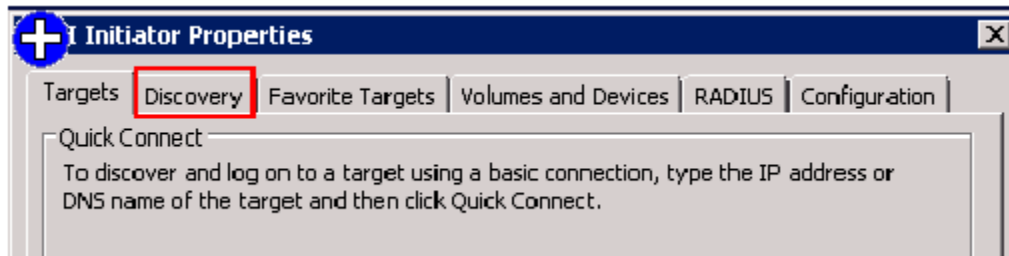 I Initiator Properties
Targets Discovery Favorite Targets Volumes and Devices RADIUS Configuration
Quick Connect
To discover and log on to a target using a basic connection, type the IP address or
DNS name of the target and then click Quick Connect.